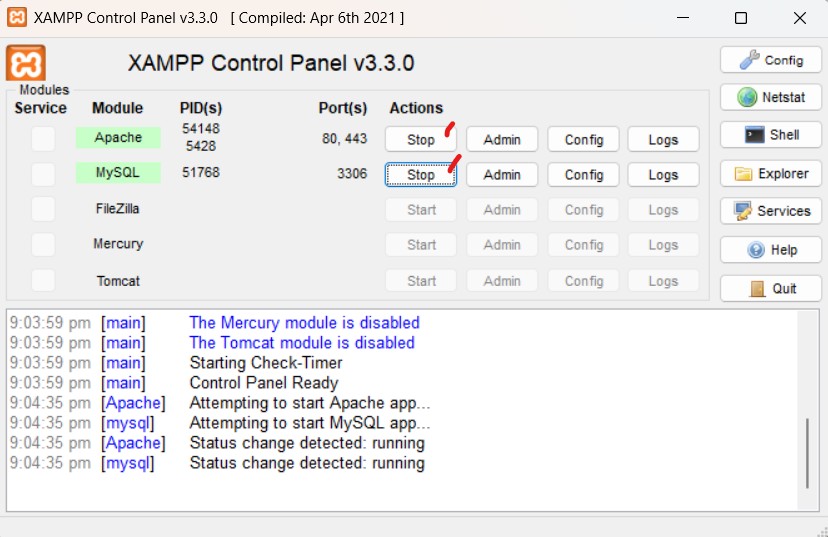 XAMPP Control Panel v3.3.0 [ Compiled: Apr 6th 2021 ]
XAMPP Control Panel v3.3.0
Config
Modules
Service Module PID(s) Port(s) Actions
Netstat
Apache 54148 5428 80, 443 Stop Admin Config Logs
Shell
MySQL 51768 3306 Stop Admin Config Logs
Explorer
FileZilla Start Admin Config Logs
Services
Mercury Start Admin Config Logs
Help
Tomcat Start Admin Config Logs
Quit
9:03:59 pm [main] The Mercury module is disabled
9:03:59 pm [main] The Tomcat module is disabled
9:03:59 pm [main] Starting Check-Timer
9:03:59 pm [main] Control Panel Ready
9:04:35 pm [Apache] Attempting to start Apache app...
9:04:35 pm [mysql] Attempting to start MySQL app...
9:04:35 pm [Apache] Status change detected: running
9:04:35 pm [mysql] Status change detected: running